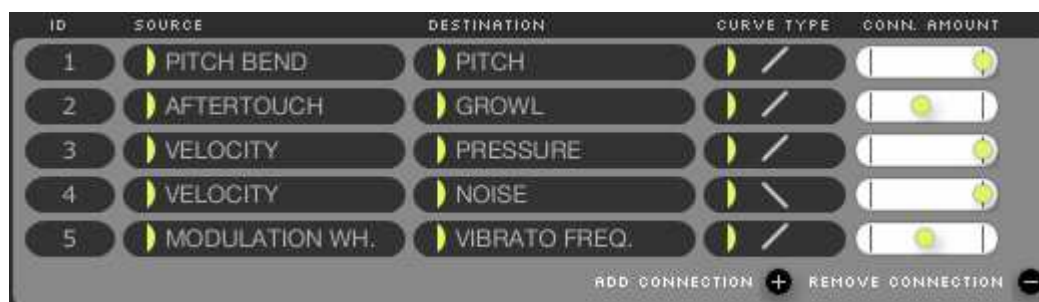 ID SOURCE DESTINATION CURVE TYPE CONN. AMOUNT
1 PITCH BEND PITCH
2 AFTERTOUCH GROWL
3 VELOCITY PRESSURE
4 VELOCITY NOISE
5 MODULATION WH. VIBRATO FREQ.
ADD CONNECTION + REMOVE CONNECTION −